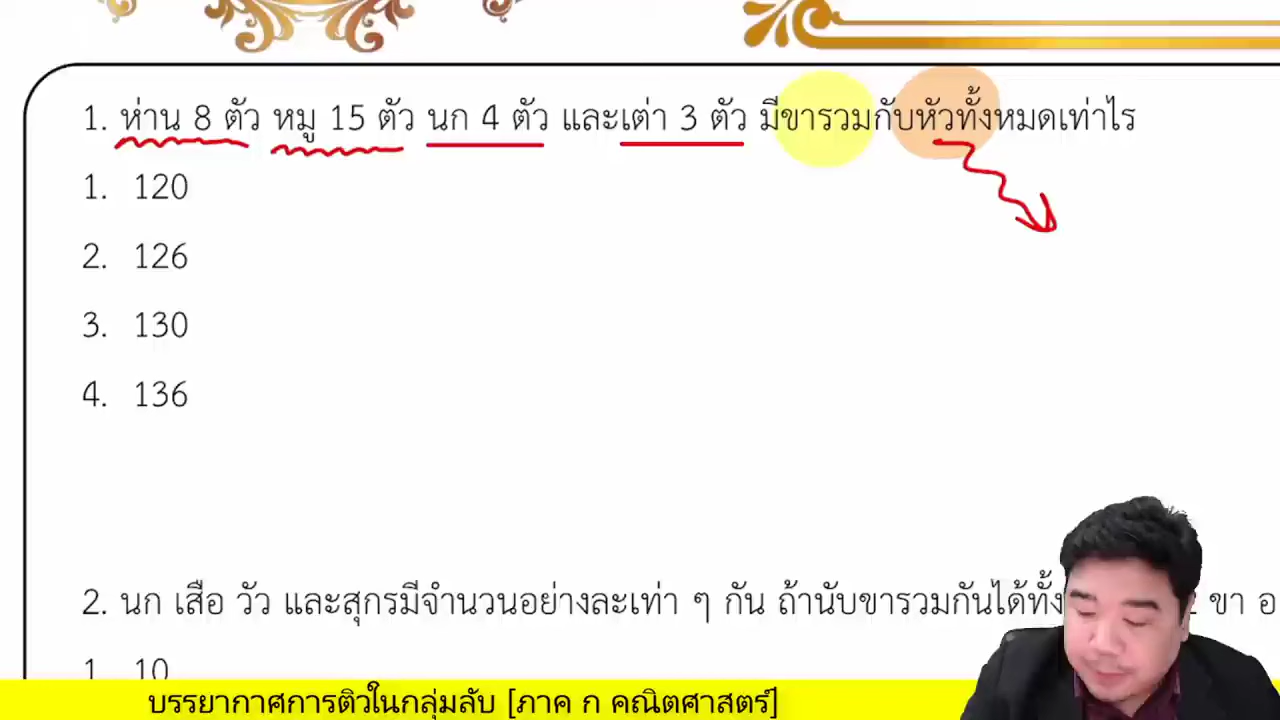 1. ห่าน 8 ตัว หมู 15 ตัว นก 4 ตัว และเต่า 3 ตัว มีขารวมกับหัวทั้งหมดเท่าไร
1. 120
2. 126
3. 130
4. 136
2. นก เสือ วัว และสุกรมีจำนวนอย่างละเท่า ๆ กัน ถ้านับขารวมกันได้ทั้ง ขา
1. 10
บรรยากาศการติวในกลุ่มลับ [ภาค ก คณิตศาสตร์]